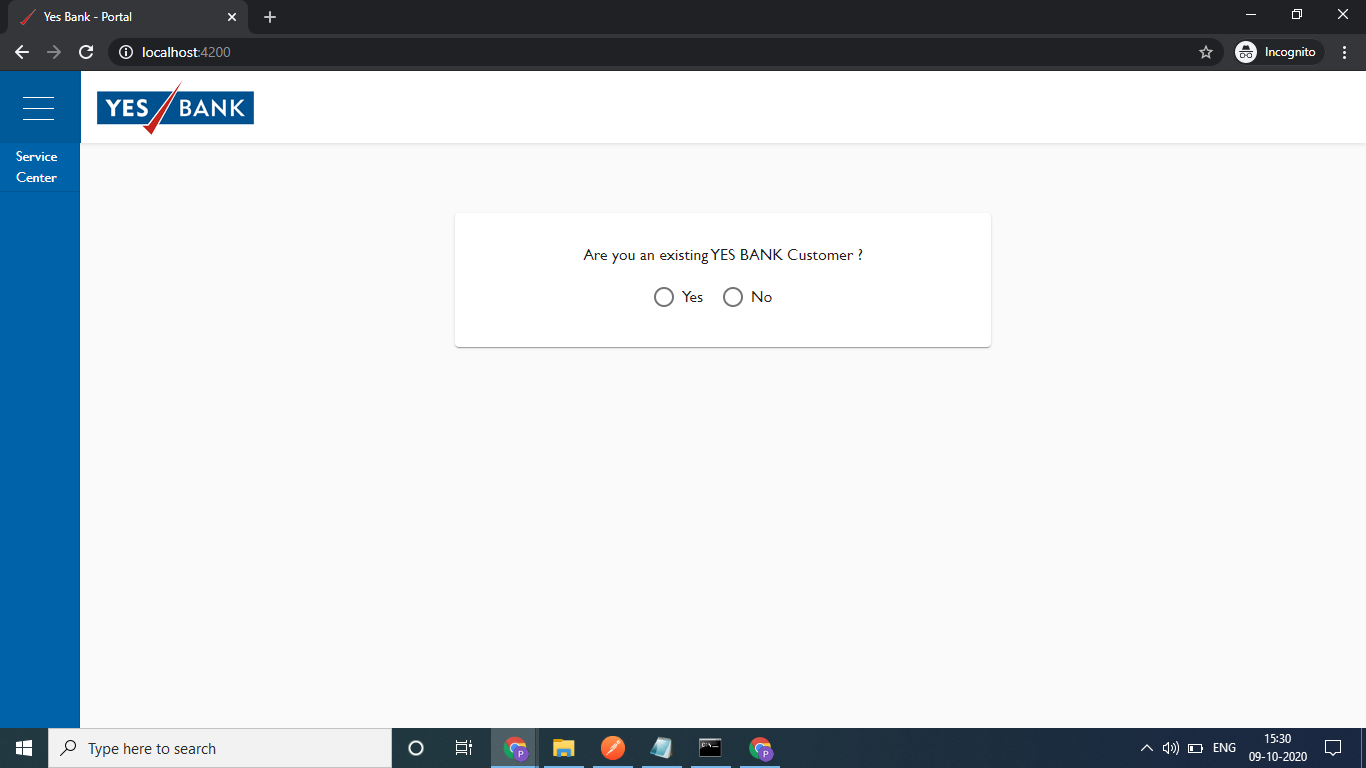 Yes Bank - Portal
localhost:4200
Incognito
YES BANK
Service
Center
Are you an existing YES BANK Customer ?
Yes
No
Type here to search
ENG
15:30
09-10-2020